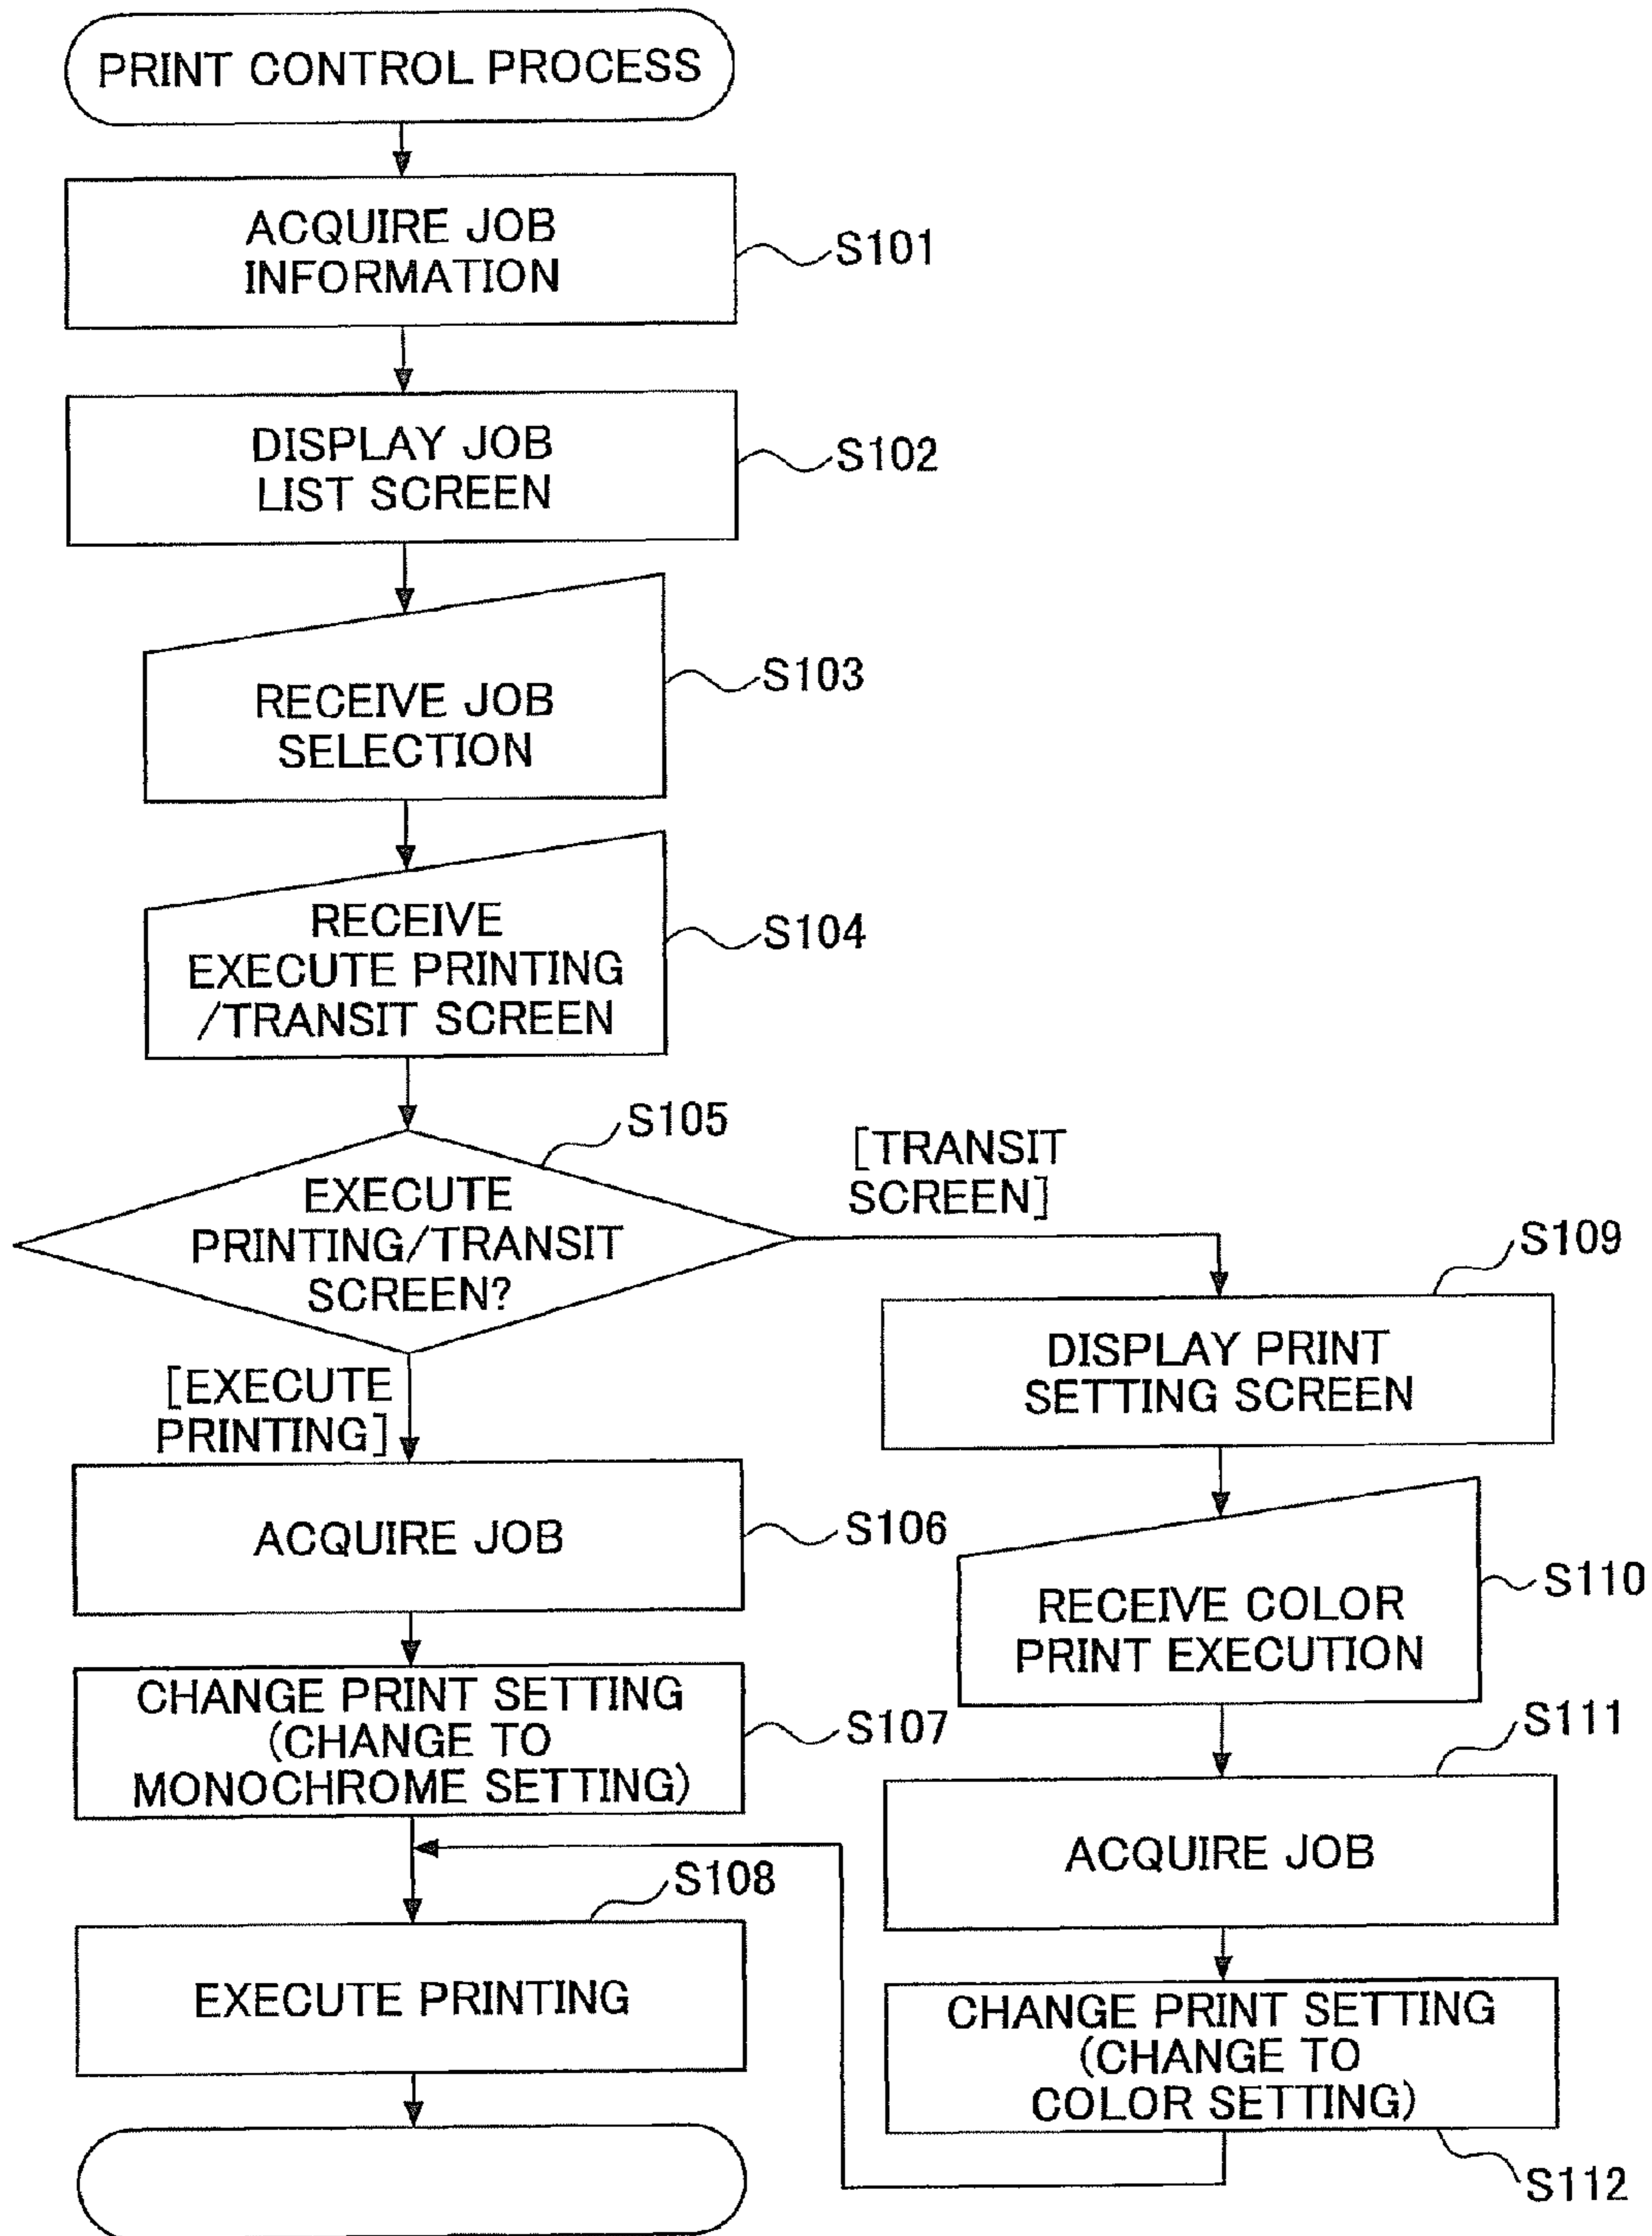 PRINT CONTROL PROCESS
ACQUIRE JOB
INFORMATION
S101
DISPLAY JOB
LIST SCREEN
S102
RECEIVE JOB
SELECTION
S103
RECEIVE
EXECUTE PRINTING
/TRANSIT SCREEN
S104
S105
EXECUTE
PRINTING/TRANSIT
SCREEN?
[TRANSIT
SCREEN]
[EXECUTE
PRINTING]
ACQUIRE JOB
S106
CHANGE PRINT SETTING
(CHANGE TO
MONOCHROME SETTING)
S107
S108
EXECUTE PRINTING
S109
DISPLAY PRINT
SETTING SCREEN
RECEIVE COLOR
PRINT EXECUTION
S110
S111
ACQUIRE JOB
CHANGE PRINT SETTING
(CHANGE TO
COLOR SETTING)
S112